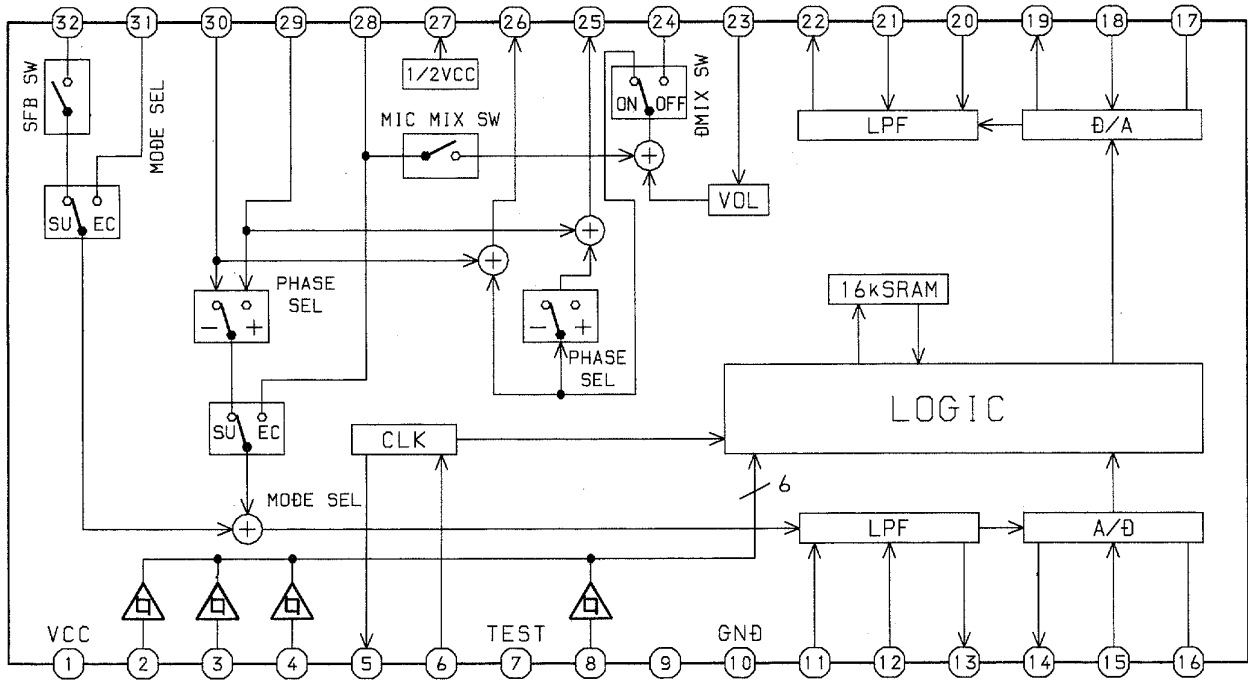 32 31 30 29 28 27 26 25 24 23 22 21 20 19 18 17
SFB SW
MODE SEL
1/2VCC
DMIX SW
ON OFF
MIC MIX SW
LPF
D/A
VOL
SU EC
PHASE
SEL
- +
16kSRAM
- +
PHASE
SEL
LOGIC
SU EC
CLK
6
MODE SEL
LPF
A/D
VCC
TEST
GND
1 2 3 4 5 6 7 8 9 10 11 12 13 14 15 16